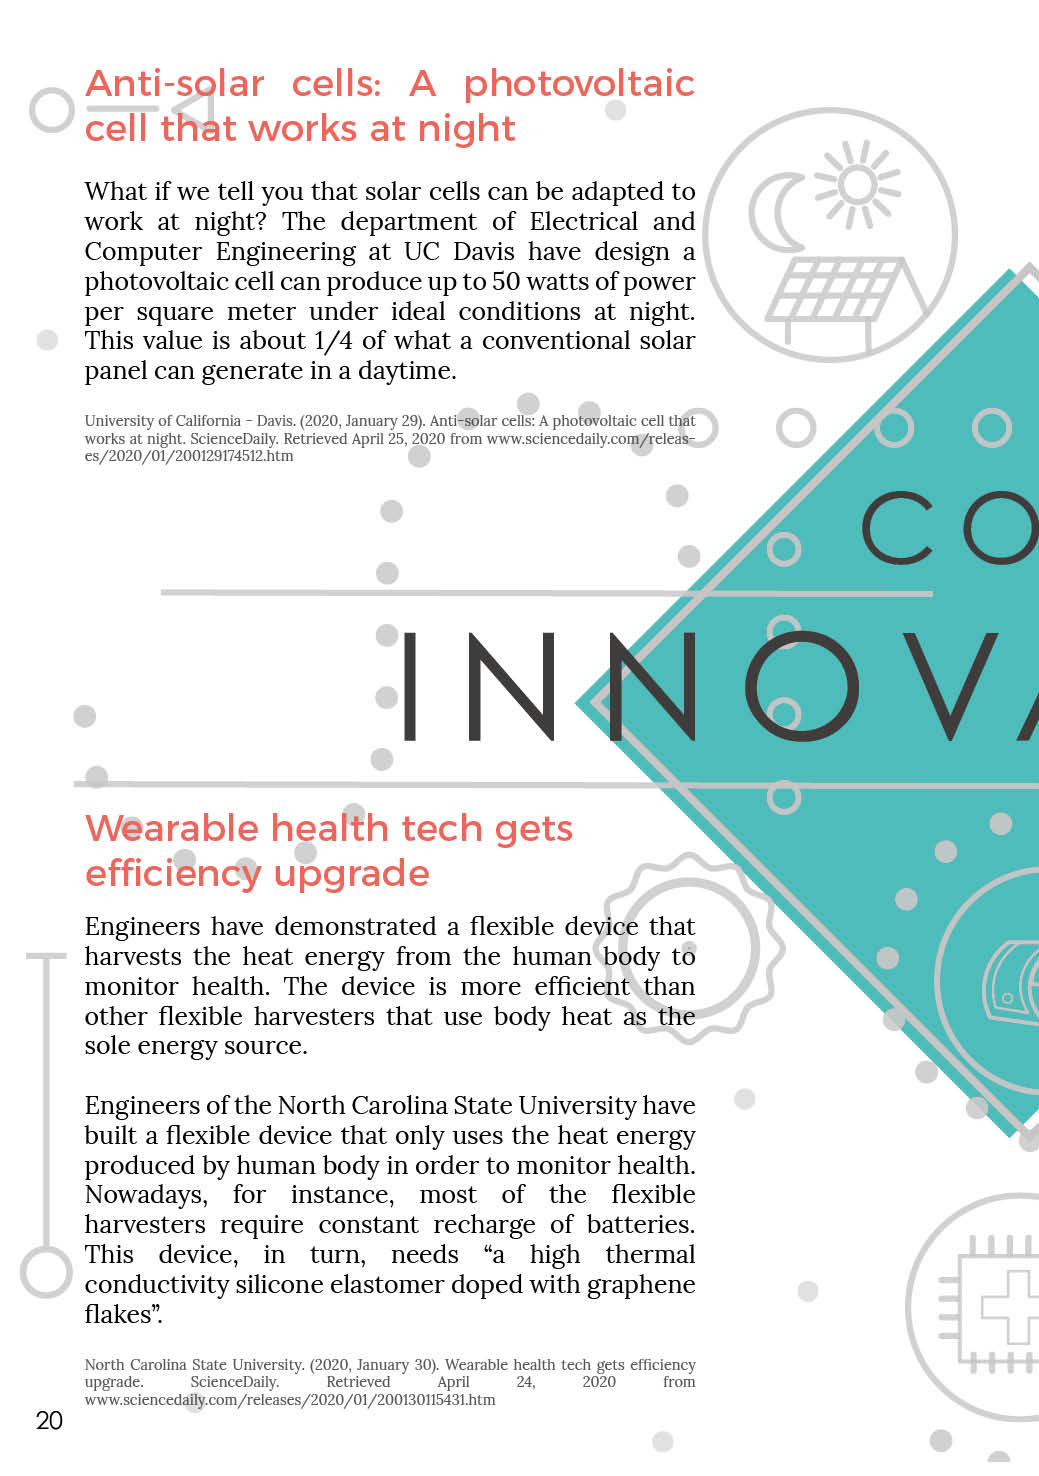 Anti-solar cells: A photovoltaic
cell that works at night
What if we tell you that solar cells can be adapted to
work at night? The department of Electrical and
Computer Engineering at UC Davis have design a
photovoltaic cell can produce up to 50 watts of power
per square meter under ideal conditions at night.
This value is about 1/4 of what a conventional solar
panel can generate in a daytime.
University of California - Davis. (2020, January 29). Anti-solar cells: A photovoltaic cell that
works at night. ScienceDaily. Retrieved April 25, 2020 from www.sciencedaily.com/releas-
es/2020/01/200129174512.htm
CO
INNOVA
Wearable health tech gets
efficiency upgrade
Engineers have demonstrated a flexible device that
harvests the heat energy from the human body to
monitor health. The device is more efficient than
other flexible harvesters that use body heat as the
sole energy source.
Engineers of the North Carolina State University have
built a flexible device that only uses the heat energy
produced by human body in order to monitor health.
Nowadays, for instance, most of the flexible
harvesters require constant recharge of batteries.
This device, in turn, needs “a high thermal
conductivity silicone elastomer doped with graphene
flakes”.
North Carolina State University. (2020, January 30). Wearable health tech gets efficiency
upgrade. ScienceDaily. Retrieved April 24, 2020 from
www.sciencedaily.com/releases/2020/01/200130115431.htm
20